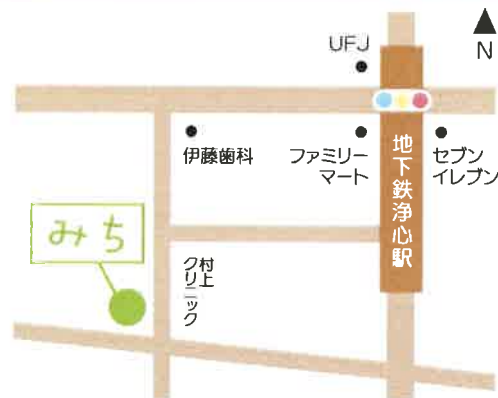 N
UFJ
伊藤歯科
ファミリー
マート
地下鉄浄心駅
セブン
イレブン
みち
村上
クリニック